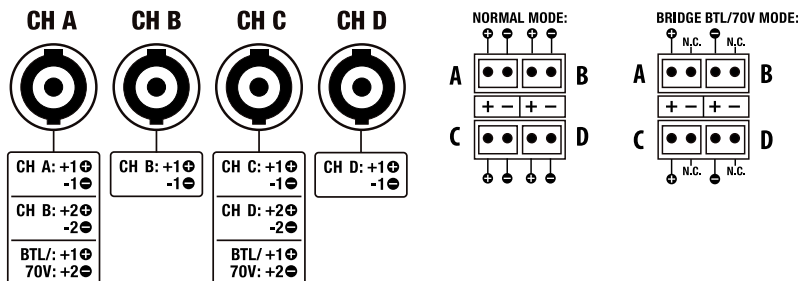 CH A
CH B
CH C
CH D
CH A: +1⊕
-1⊖
CH B: +2⊕
-2⊖
BTL/: +1⊕
70V: +2⊖
CH B: +1⊕
-1⊖
CH C: +1⊕
-1⊖
CH D: +2⊕
-2⊖
BTL/ +1⊕
70V: +2⊖
CH D: +1⊕
-1⊖
NORMAL MODE:
⊕ ⊖ ⊕ ⊖
A B
+ − + −
C D
⊕ ⊖ ⊕ ⊖
BRIDGE BTL/70V MODE:
⊕ N.C. ⊖ N.C.
A B
+ − + −
C D
⊕ N.C. ⊖ N.C.